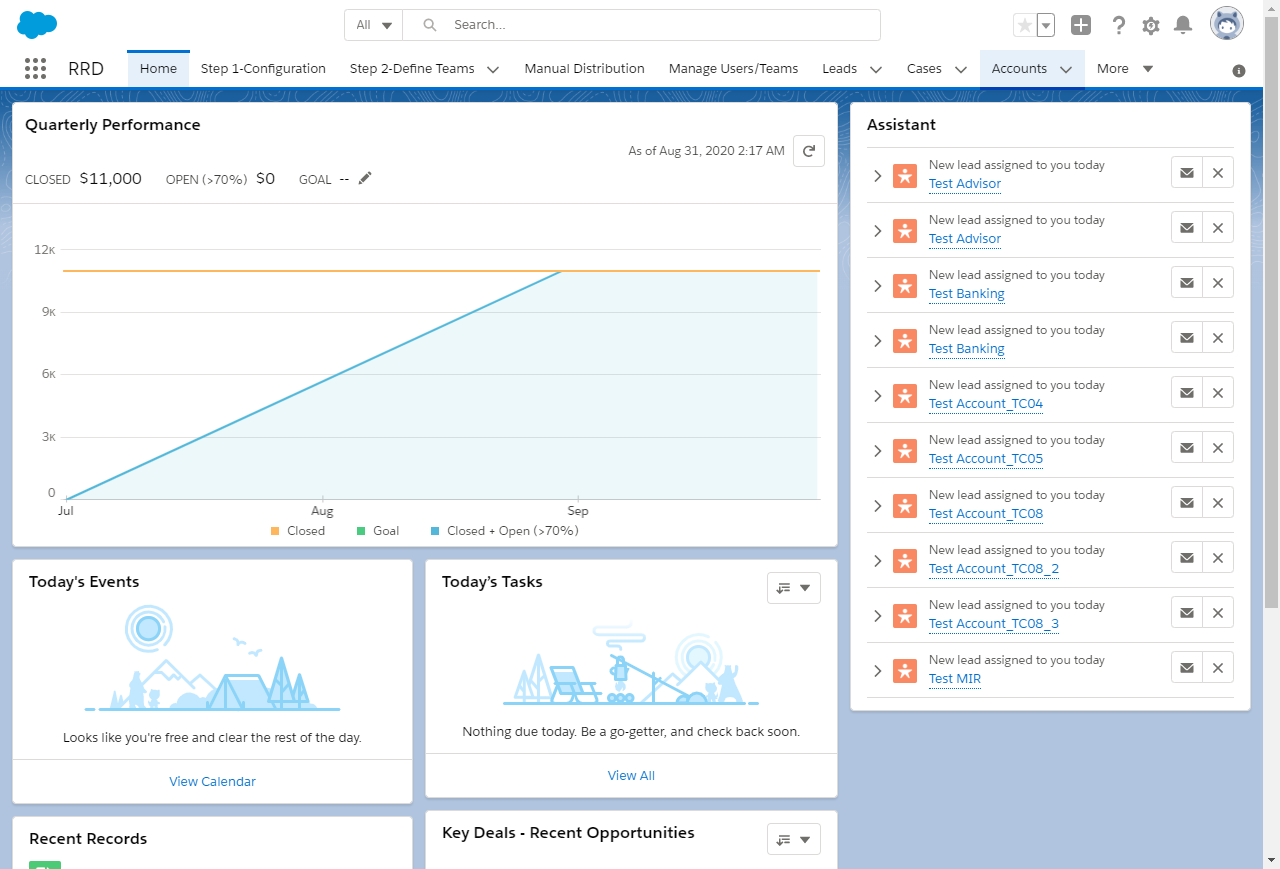 All
Search...
RRD
Home
Step 1-Configuration
Step 2-Define Teams
Manual Distribution
Manage Users/Teams
Leads
Cases
Accounts
More
Quarterly Performance
As of Aug 31, 2020 2:17 AM
CLOSED $11,000 OPEN (>70%) $0 GOAL --
12K
9K
6K
3K
0
Jul Aug Sep
Closed Goal Closed + Open (>70%)
Assistant
New lead assigned to you today
Test Advisor
New lead assigned to you today
Test Advisor
New lead assigned to you today
Test Banking
New lead assigned to you today
Test Banking
New lead assigned to you today
Test Account_TC04
New lead assigned to you today
Test Account_TC05
New lead assigned to you today
Test Account_TC08
New lead assigned to you today
Test Account_TC08_2
New lead assigned to you today
Test Account_TC08_3
New lead assigned to you today
Test MIR
Today's Events
Looks like you're free and clear the rest of the day.
View Calendar
Today’s Tasks
Nothing due today. Be a go-getter, and check back soon.
View All
Recent Records
Key Deals - Recent Opportunities